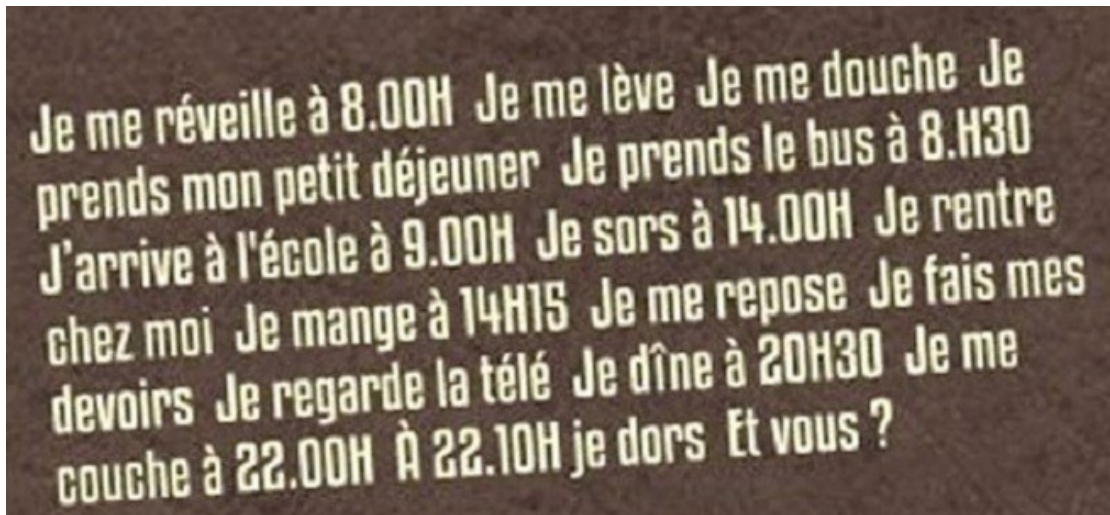 Je me réveille à 8.00H Je me lève Je me douche Je
prends mon petit déjeuner Je prends le bus à 8.H30
J'arrive à l'école à 9.00H Je sors à 14.00H Je rentre
chez moi Je mange à 14H15 Je me repose Je fais mes
devoirs Je regarde la télé Je dîne à 20H30 Je me
couche à 22.00H À 22.10H je dors Et vous ?